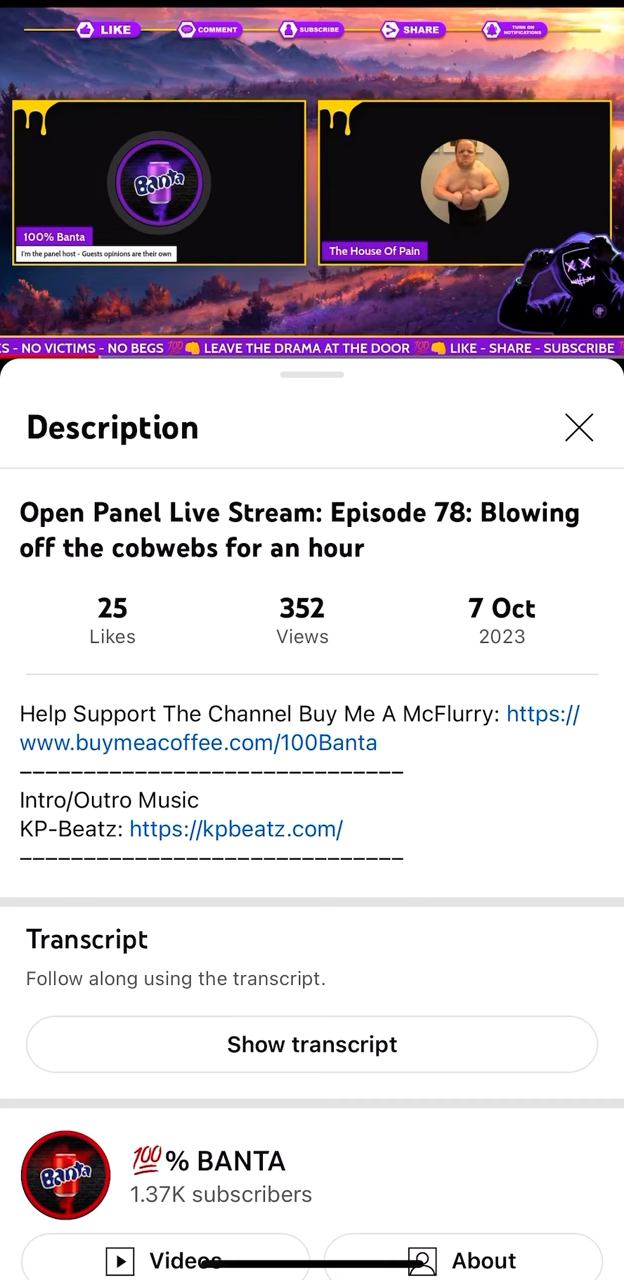 LIKE
COMMENT
SUBSCRIBE
SHARE
TURN ON
NOTIFICATIONS
Banta
100% Banta
I'm the panel host - Guests opinions are their own
The House Of Pain
S - NO VICTIMS - NO BEGS 💯👊 LEAVE THE DRAMA AT THE DOOR 💯👊 LIKE - SHARE - SUBSCRIBE
Description
Open Panel Live Stream: Episode 78: Blowing
off the cobwebs for an hour
25 352 7 Oct
Likes Views 2023
Help Support The Channel Buy Me A McFlurry: https://
www.buymeacoffee.com/100Banta
——————————————————————————————
Intro/Outro Music
KP-Beatz: https://kpbeatz.com/
——————————————————————————————
Transcript
Follow along using the transcript.
Show transcript
Banta
💯% BANTA
1.37K subscribers
Videos About